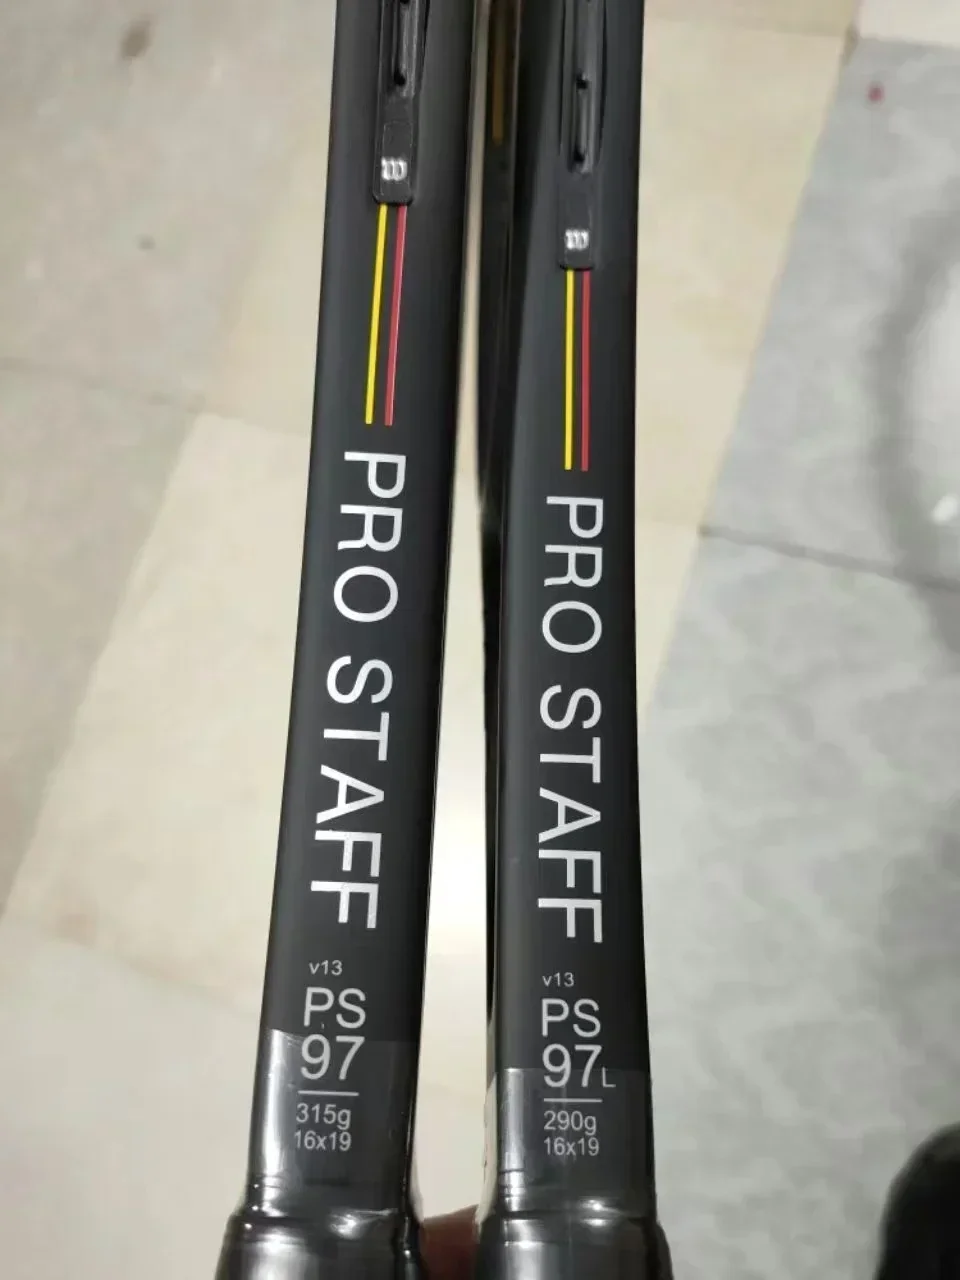 PRO STAFF
v13
PS
97
315g
16x19
PRO STAFF
v13
PS
97L
290g
16x19